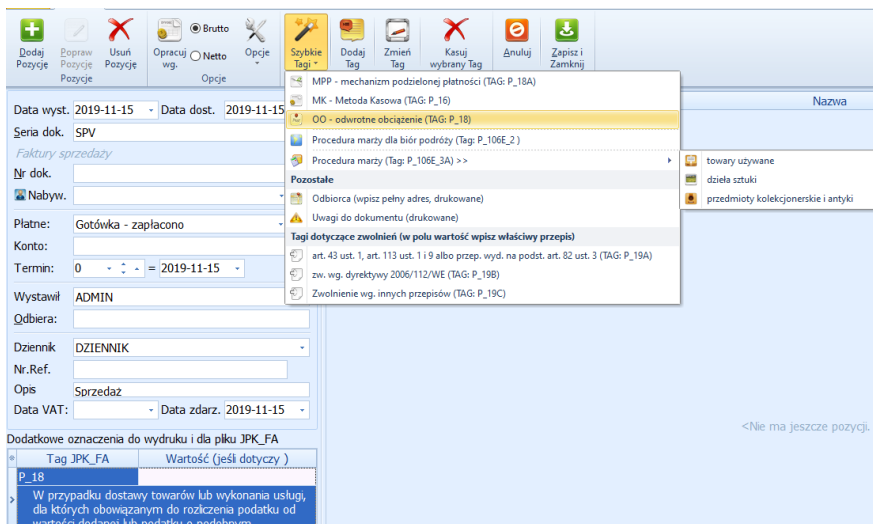 Dodaj Pozycję
Popraw Pozycję
Usuń Pozycję
Pozycje
Opracuj wg.
Brutto
Netto
Opcje
Opcje
Szybkie Tagi
Dodaj Tag
Zmień Tag
Kasuj wybrany Tag
Anuluj
Zapisz i Zamknij
MPP - mechanizm podzielonej płatności (TAG: P_18A)
MK - Metoda Kasowa (TAG: P_16)
OO - odwrotne obciążenie (TAG: P_18)
Procedura marży dla biór podróży (Tag: P_106E_2 )
Procedura marży (Tag: P_106E_3A) >>
Pozostałe
Odbiorca (wpisz pełny adres, drukowane)
Uwagi do dokumentu (drukowane)
Tagi dotyczące zwolnień (w polu wartość wpisz właściwy przepis)
art. 43 ust. 1, art. 113 ust. 1 i 9 albo przep. wyd. na podst. art. 82 ust. 3 (TAG: P_19A)
zw. wg. dyrektywy 2006/112/WE (TAG: P_19B)
Zwolnienie wg. innych przepisów (TAG: P_19C)
towary używane
dzieła sztuki
przedmioty kolekcjonerskie i antyki
Nazwa
Data wyst. 2019-11-15 Data dost. 2019-11-15
Seria dok. SPV
Faktury sprzedaży
Nr dok.
Nabyw.
Płatne: Gotówka - zapłacono
Konto:
Termin: 0 = 2019-11-15
Wystawił ADMIN
Odbiera:
Dziennik DZIENNIK
Nr.Ref.
Opis Sprzedaż
Data VAT: Data zdarz. 2019-11-15
<Nie ma jeszcze pozycji.
Dodatkowe oznaczenia do wydruku i dla pliku JPK_FA
Tag JPK_FA Wartość (jeśli dotyczy )
P_18
W przypadku dostawy towarów lub wykonania usługi,
dla których obowiązanym do rozliczenia podatku od
wartości dodanej lub podatku o podobnym